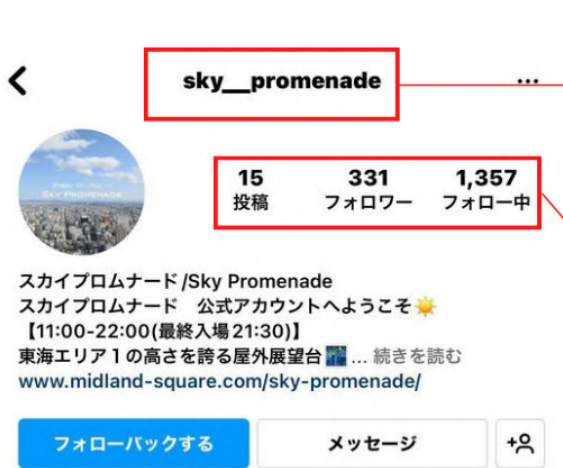 sky__promenade
SKY PROMENADE
15 331 1,357
投稿 フォロワー フォロー中
スカイプロムナード/Sky Promenade
スカイプロムナード　公式アカウントへようこそ☀️
【11:00-22:00(最終入場21:30)】
東海エリア１の高さを誇る屋外展望台🌃... 続きを読む
www.midland-square.com/sky-promenade/
フォローバックする メッセージ